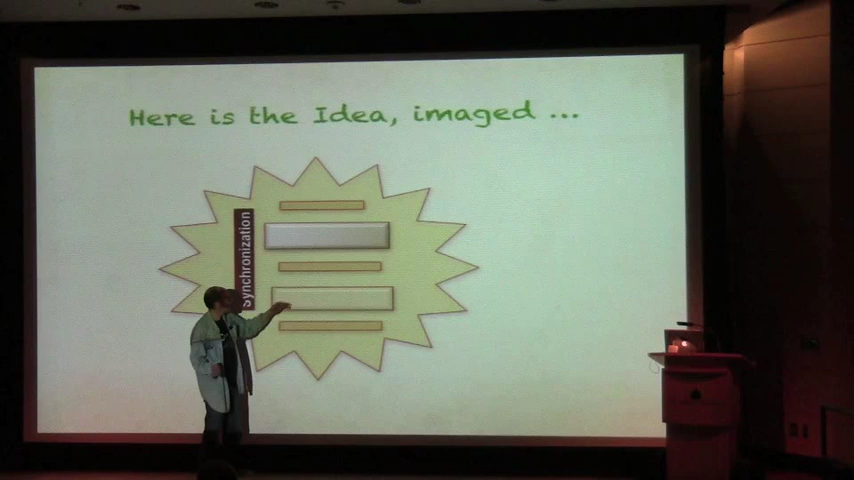 Here is the Idea, imaged ...
Synchronization